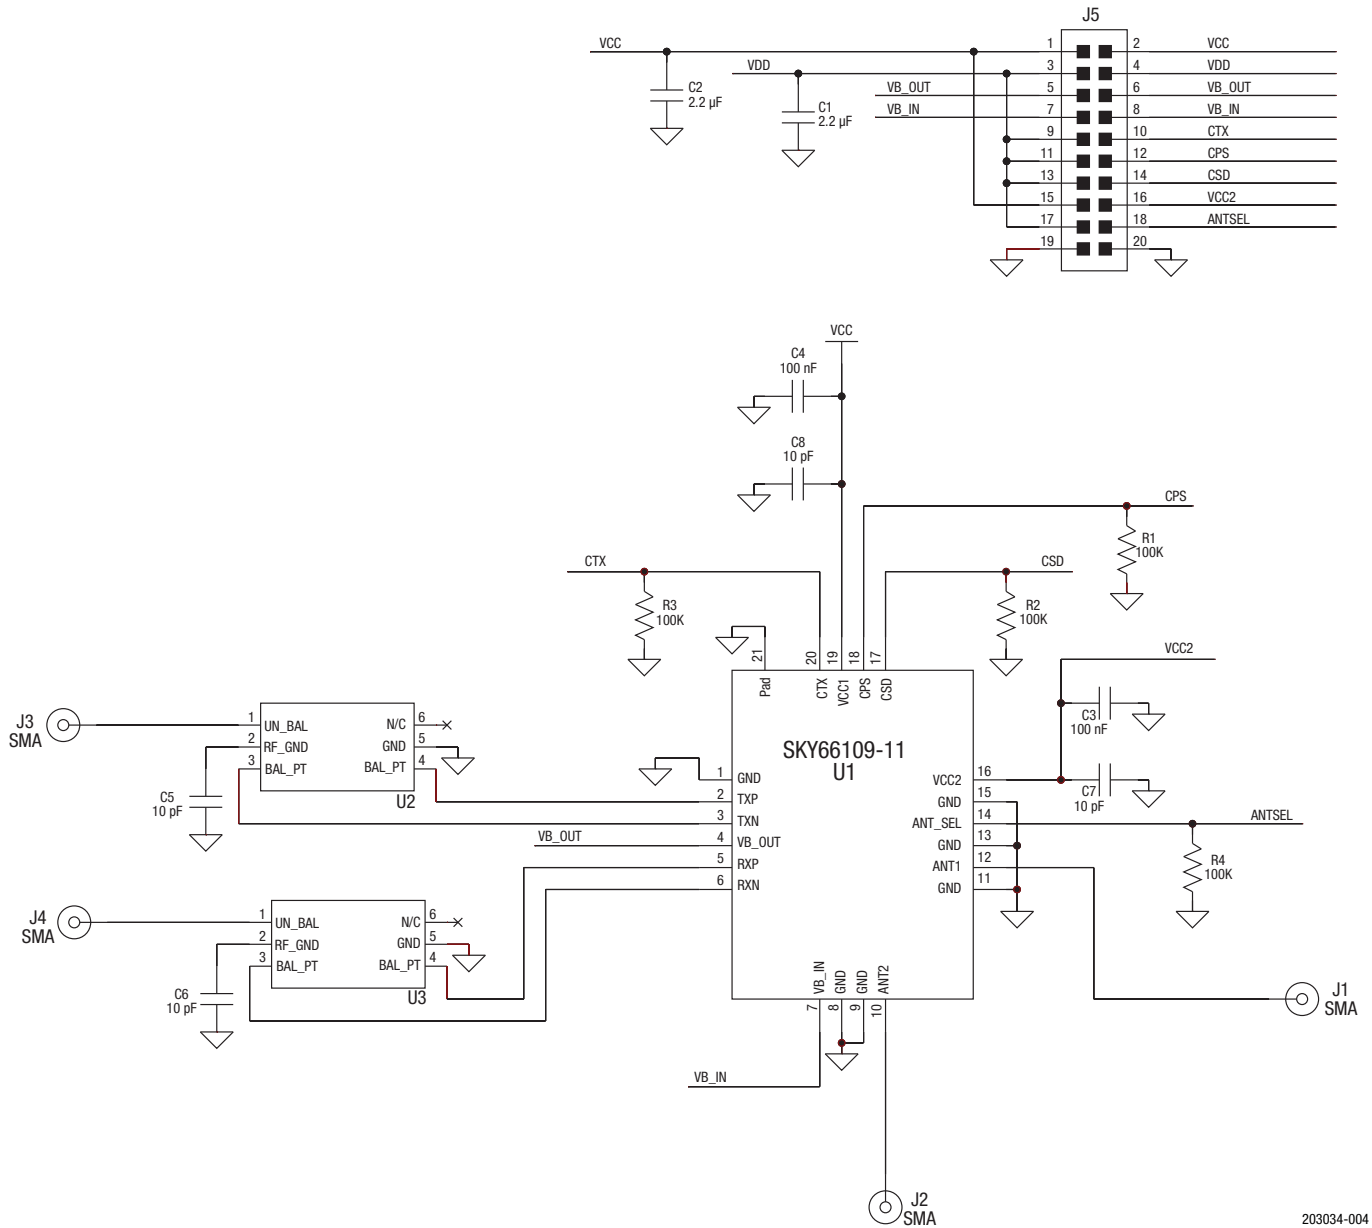 J5
VCC 1 2 VCC
VDD 3 4 VDD
VB_OUT 5 6 VB_OUT
VB_IN 7 8 VB_IN
9 10 CTX
11 12 CPS
13 14 CSD
15 16 VCC2
17 18 ANTSEL
19 20
C2
2.2 µF
C1
2.2 µF
VCC
C4
100 nF
C8
10 pF
CPS
R1
100K
CTX
CSD
R3
100K
R2
100K
VCC2
21 20 19 18 17
Pad CTX VCC1 CPS CSD
C3
100 nF
C7
10 pF
SKY66109-11
U1
1 GND
2 TXP
3 TXN
VB_OUT 4 VB_OUT
5 RXP
6 RXN
VCC2 16
GND 15
ANT_SEL 14 ANTSEL
GND 13
ANT1 12
GND 11
R4
100K
VB_IN GND GND ANT2
7 8 9 10
VB_IN
J3
SMA
1 UN_BAL N/C 6
2 RF_GND GND 5
3 BAL_PT BAL_PT 4
U2
C5
10 pF
J4
SMA
1 UN_BAL N/C 6
2 RF_GND GND 5
3 BAL_PT BAL_PT 4
U3
C6
10 pF
J1
SMA
J2
SMA
203034-004